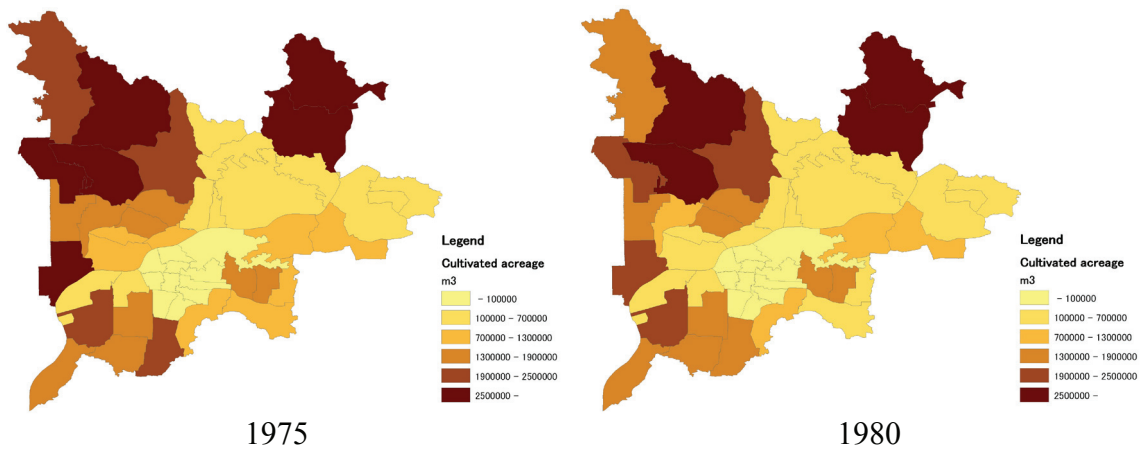 Legend
Cultivated acreage
m3
- 100000
100000 - 700000
700000 - 1300000
1300000 - 1900000
1900000 - 2500000
2500000 -
1975
Legend
Cultivated acreage
m3
- 100000
100000 - 700000
700000 - 1300000
1300000 - 1900000
1900000 - 2500000
2500000 -
1980